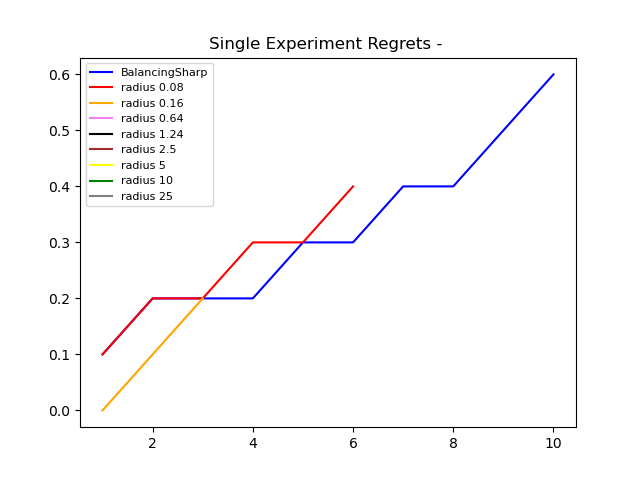 Single Experiment Regrets -
BalancingSharp
radius 0.08
radius 0.16
radius 0.64
radius 1.24
radius 2.5
radius 5
radius 10
radius 25
0.6
0.5
0.4
0.3
0.2
0.1
0.0
2 4 6 8 10